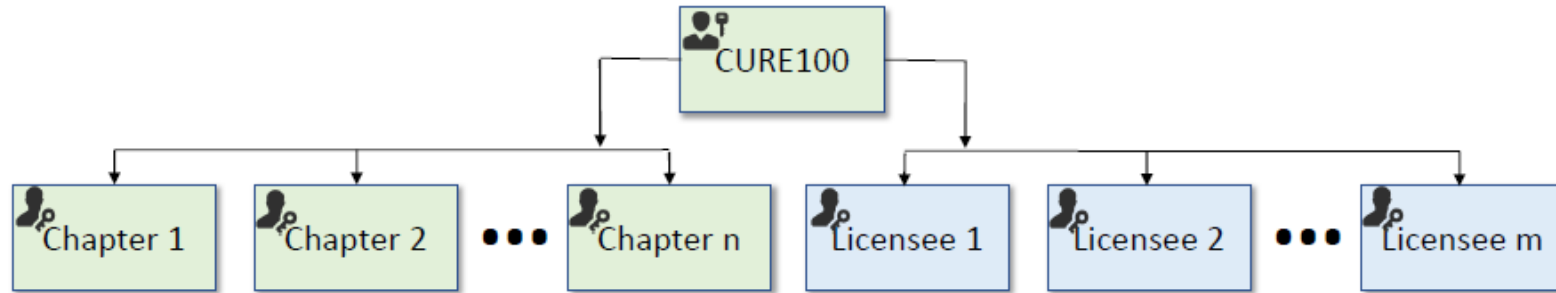 CURE100
Chapter 1
Chapter 2
•••
Chapter n
Licensee 1
Licensee 2
•••
Licensee m